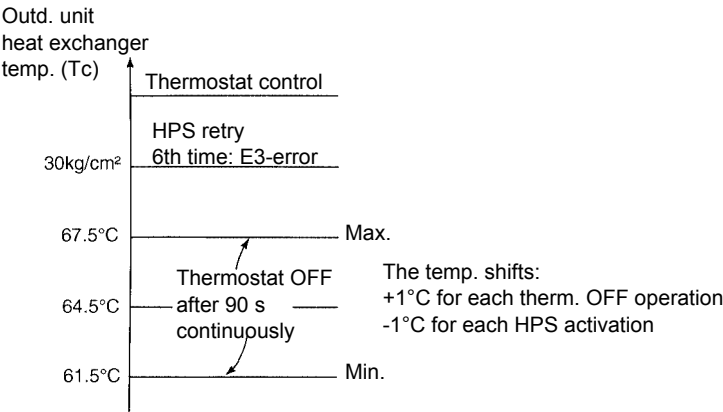 Outd. unit
heat exchanger
temp. (Tc)
Thermostat control
HPS retry
30kg/cm² 6th time: E3-error
67.5°C Max.
Thermostat OFF
after 90 s
continuously
64.5°C
The temp. shifts:
+1°C for each therm. OFF operation
-1°C for each HPS activation
61.5°C Min.